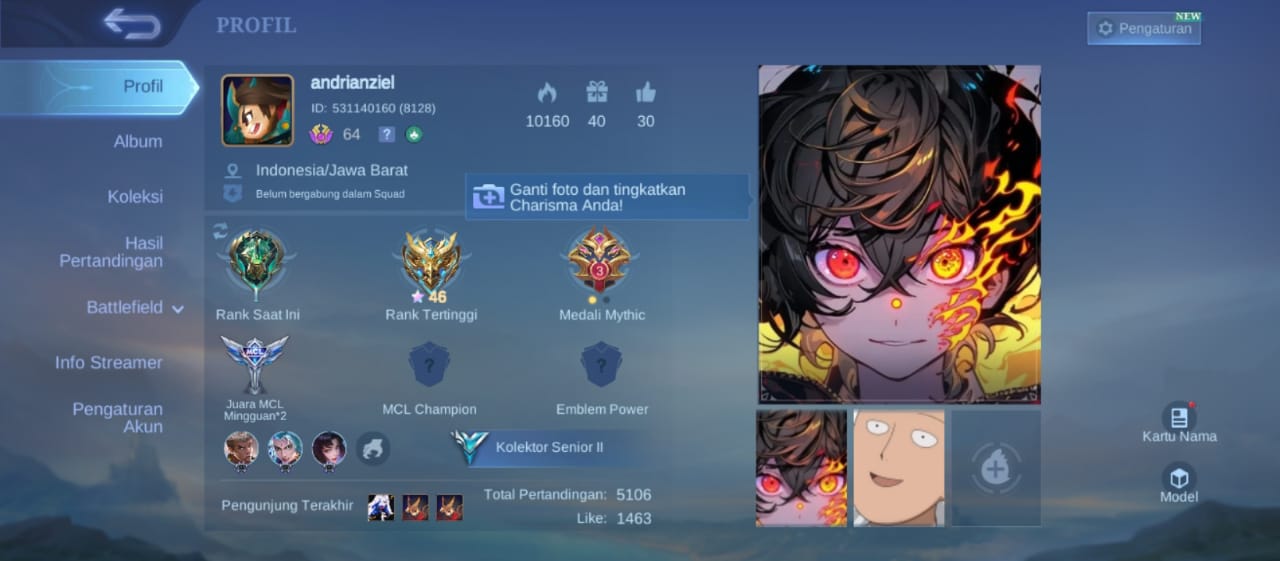 PROFIL
NEW
Pengaturan
Profil
Album
Koleksi
Hasil
Pertandingan
Battlefield
Info Streamer
Pengaturan
Akun
andrianziel
ID: 531140160 (8128)
64
?
10160
40
30
Indonesia/Jawa Barat
Belum bergabung dalam Squad
Ganti foto dan tingkatkan
Charisma Anda!
46
3
Rank Saat Ini
Rank Tertinggi
Medali Mythic
MCL
?
?
Juara MCL
Mingguan*2
MCL Champion
Emblem Power
Kolektor Senior II
Pengunjung Terakhir
Total Pertandingan: 5106
Like: 1463
Kartu Nama
Model